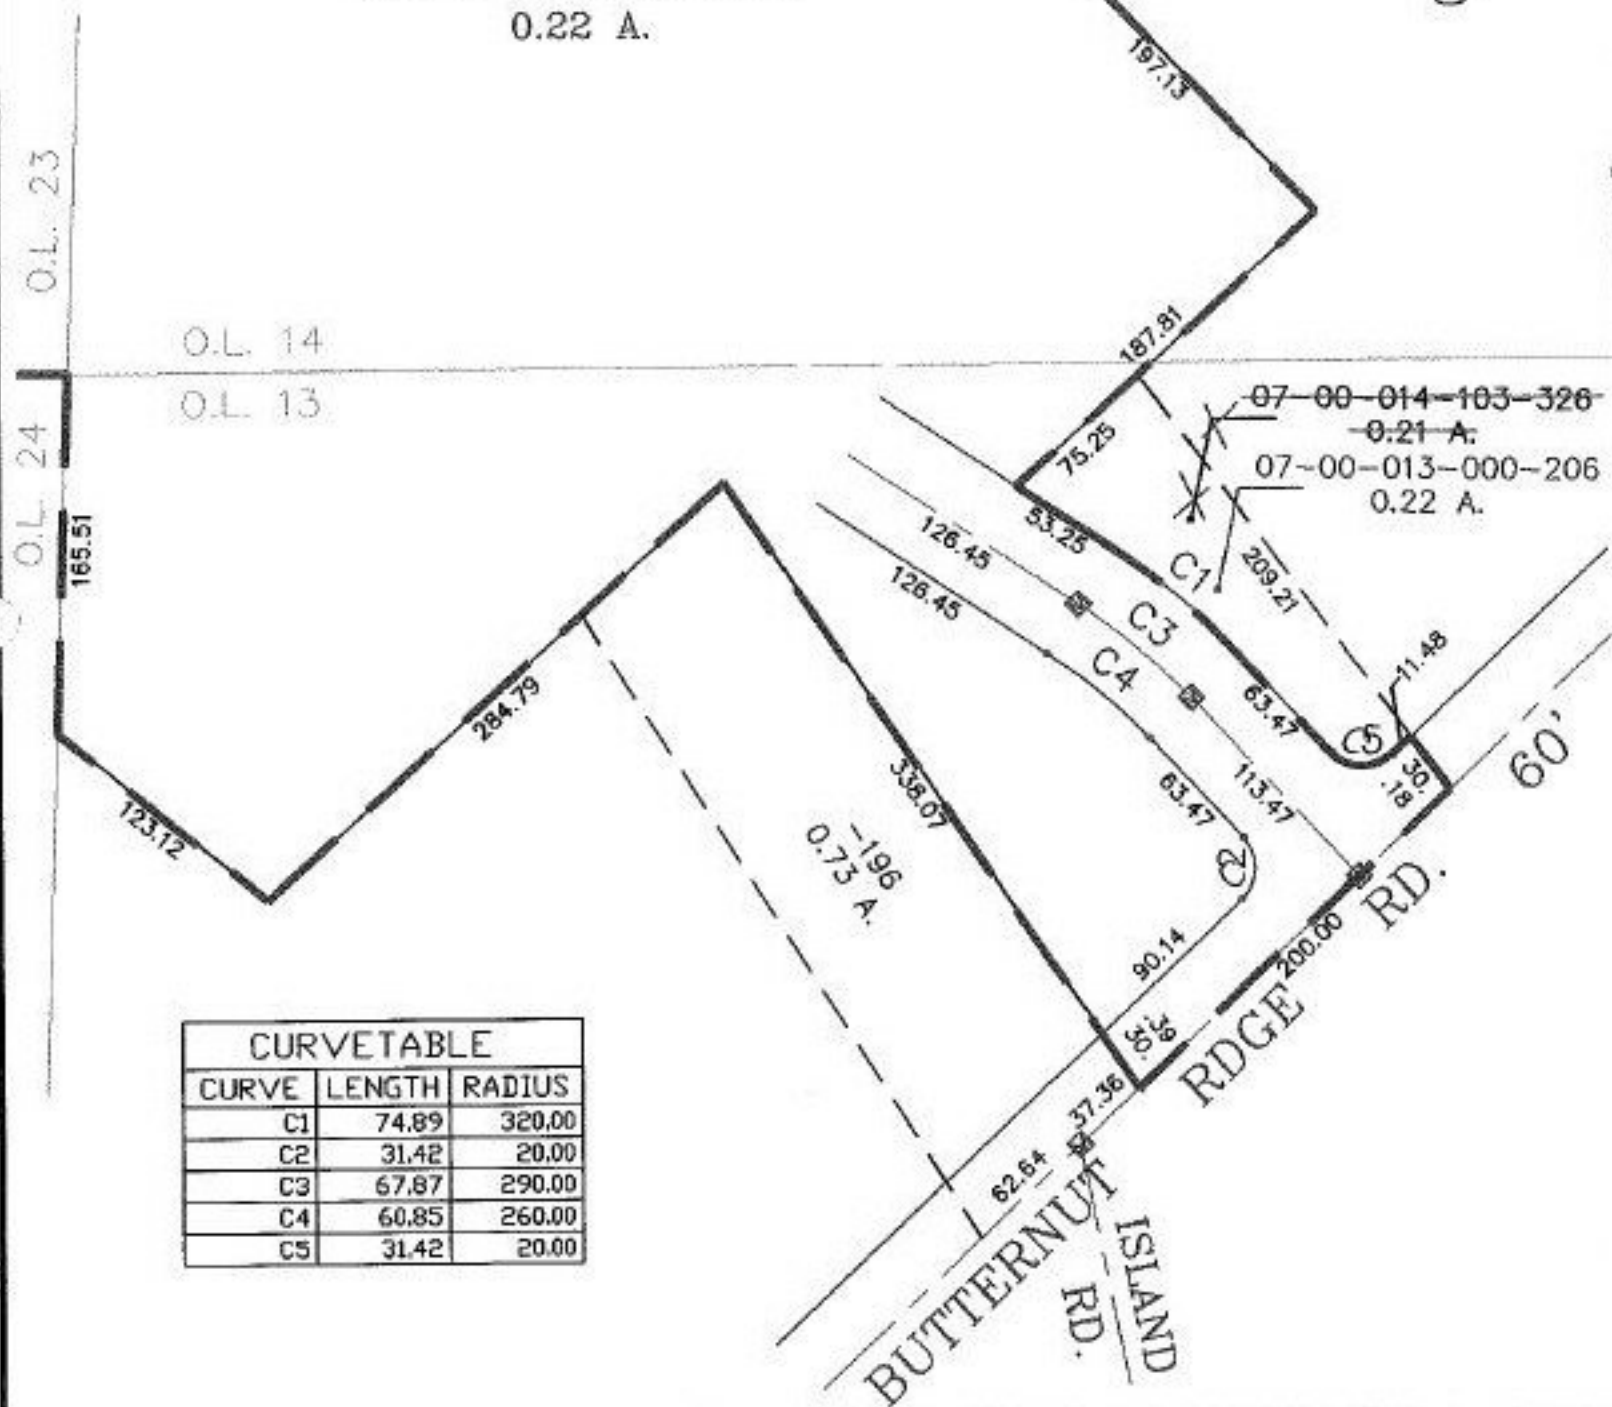 0.22 A.
197.13
O.L. 23
187.81
O.L. 14
O.L. 13
07-00-014-103-326
0.21 A.
07-00-013-000-206
0.22 A.
75.25
O.L. 24
165.51
53.25
126.45
C1
209.21
126.45
C3
C4
11.48
63.47
C5
60'
30.
.18
284.79
338.07
63.47
113.47
123.12
-196
0.73 A.
C2
RD.
200.00
90.14
30.
.39
RDGE
37.36
62.64
BUTTERNUT
ISLAND
RD.
CURVETABLE
CURVE LENGTH RADIUS
C1 74.89 320.00
C2 31.42 20.00
C3 67.87 290.00
C4 60.85 260.00
C5 31.42 20.00